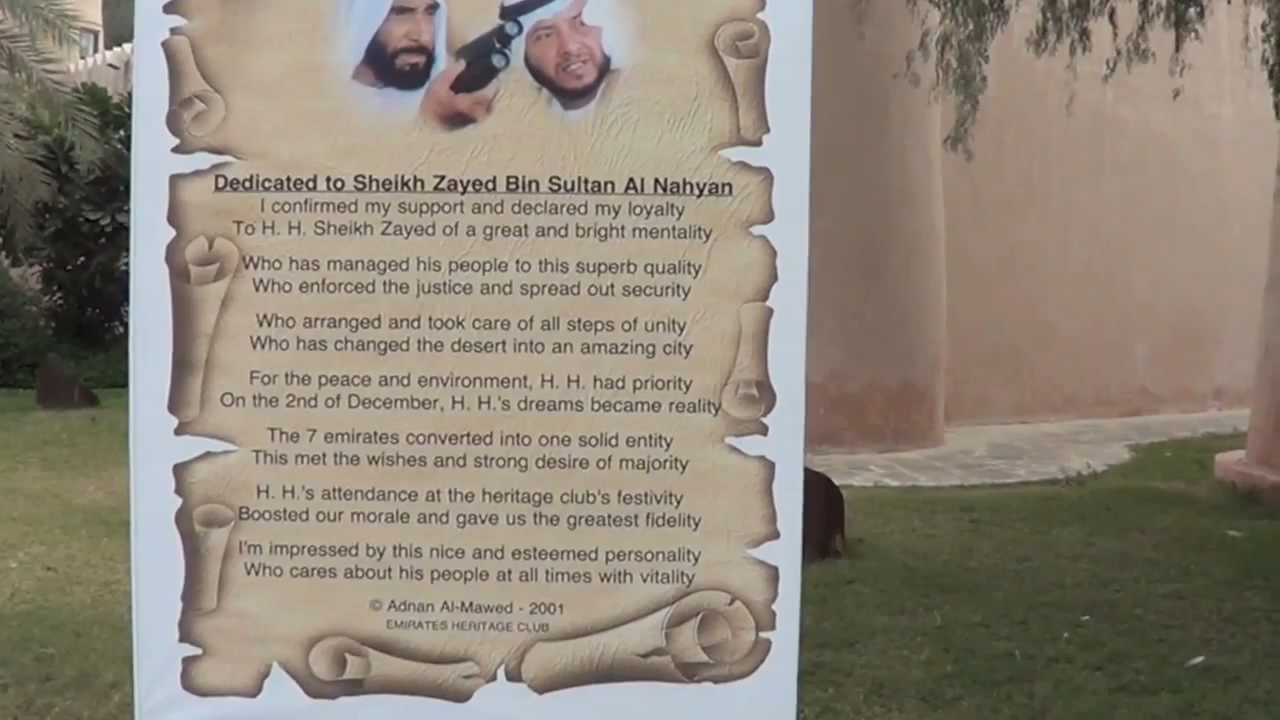 Dedicated to Sheikh Zayed Bin Sultan Al Nahyan
I confirmed my support and declared my loyalty
To H. H. Sheikh Zayed of a great and bright mentality
Who has managed his people to this superb quality
Who enforced the justice and spread out security
Who arranged and took care of all steps of unity
Who has changed the desert into an amazing city
For the peace and environment, H. H. had priority
On the 2nd of December, H. H.'s dreams became reality
The 7 emirates converted into one solid entity
This met the wishes and strong desire of majority
H. H.'s attendance at the heritage club's festivity
Boosted our morale and gave us the greatest fidelity
I'm impressed by this nice and esteemed personality
Who cares about his people at all times with vitality
© Adnan Al-Mawed - 2001
EMIRATES HERITAGE CLUB